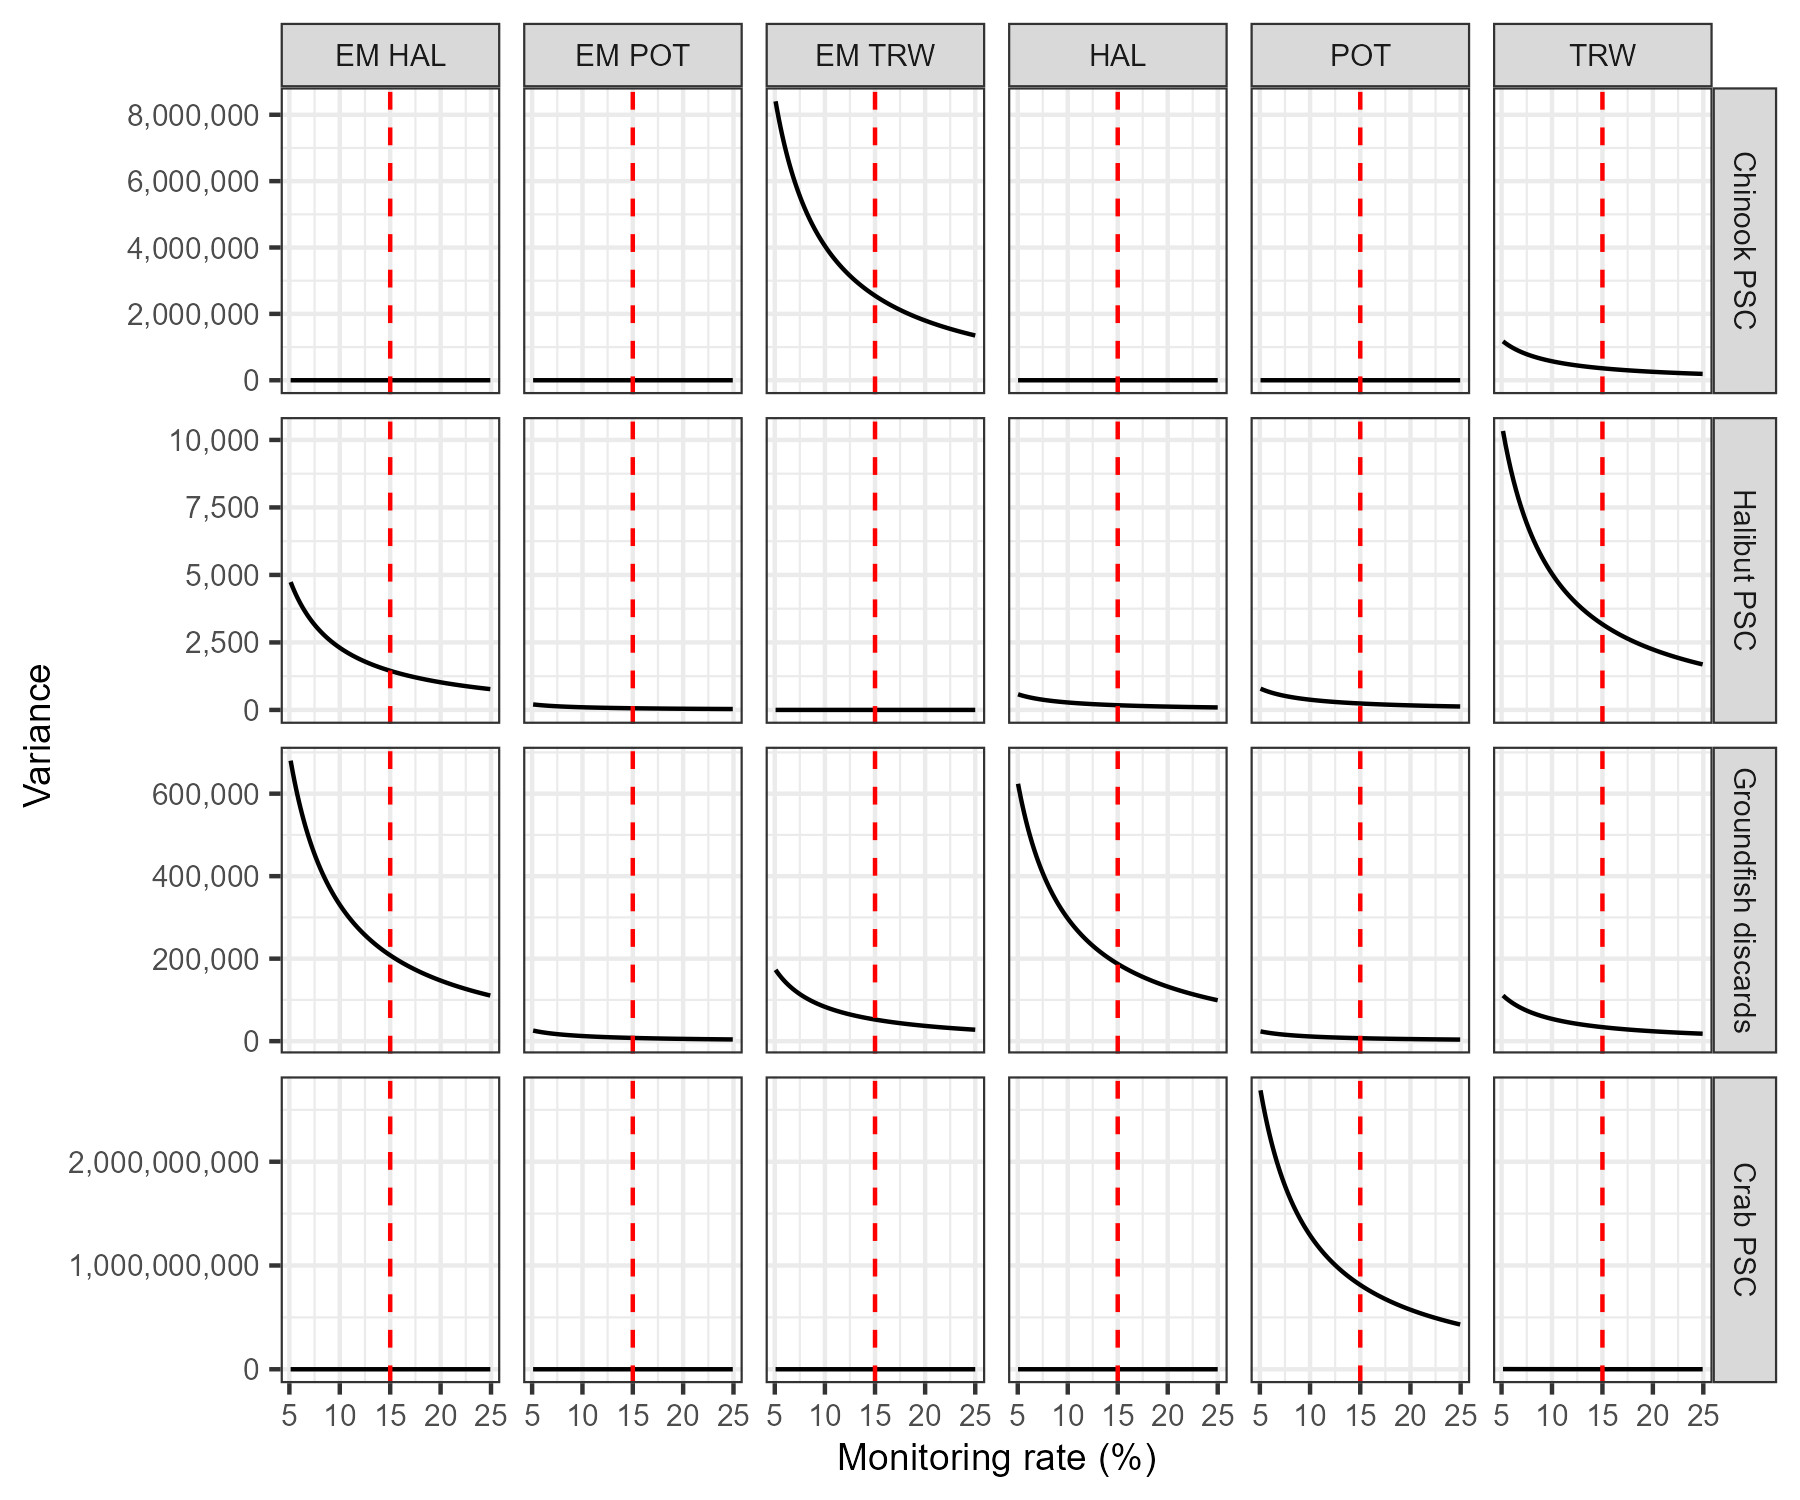 EM HAL EM POT EM TRW HAL POT TRW
8,000,000
6,000,000
4,000,000
2,000,000
0
Chinook PSC
10,000
7,500
5,000
2,500
0
Halibut PSC
Variance
600,000
400,000
200,000
0
Groundfish discards
2,000,000,000
1,000,000,000
0
Crab PSC
5 10 15 20 25 5 10 15 20 25 5 10 15 20 25 5 10 15 20 25 5 10 15 20 25 5 10 15 20 25
Monitoring rate (%)